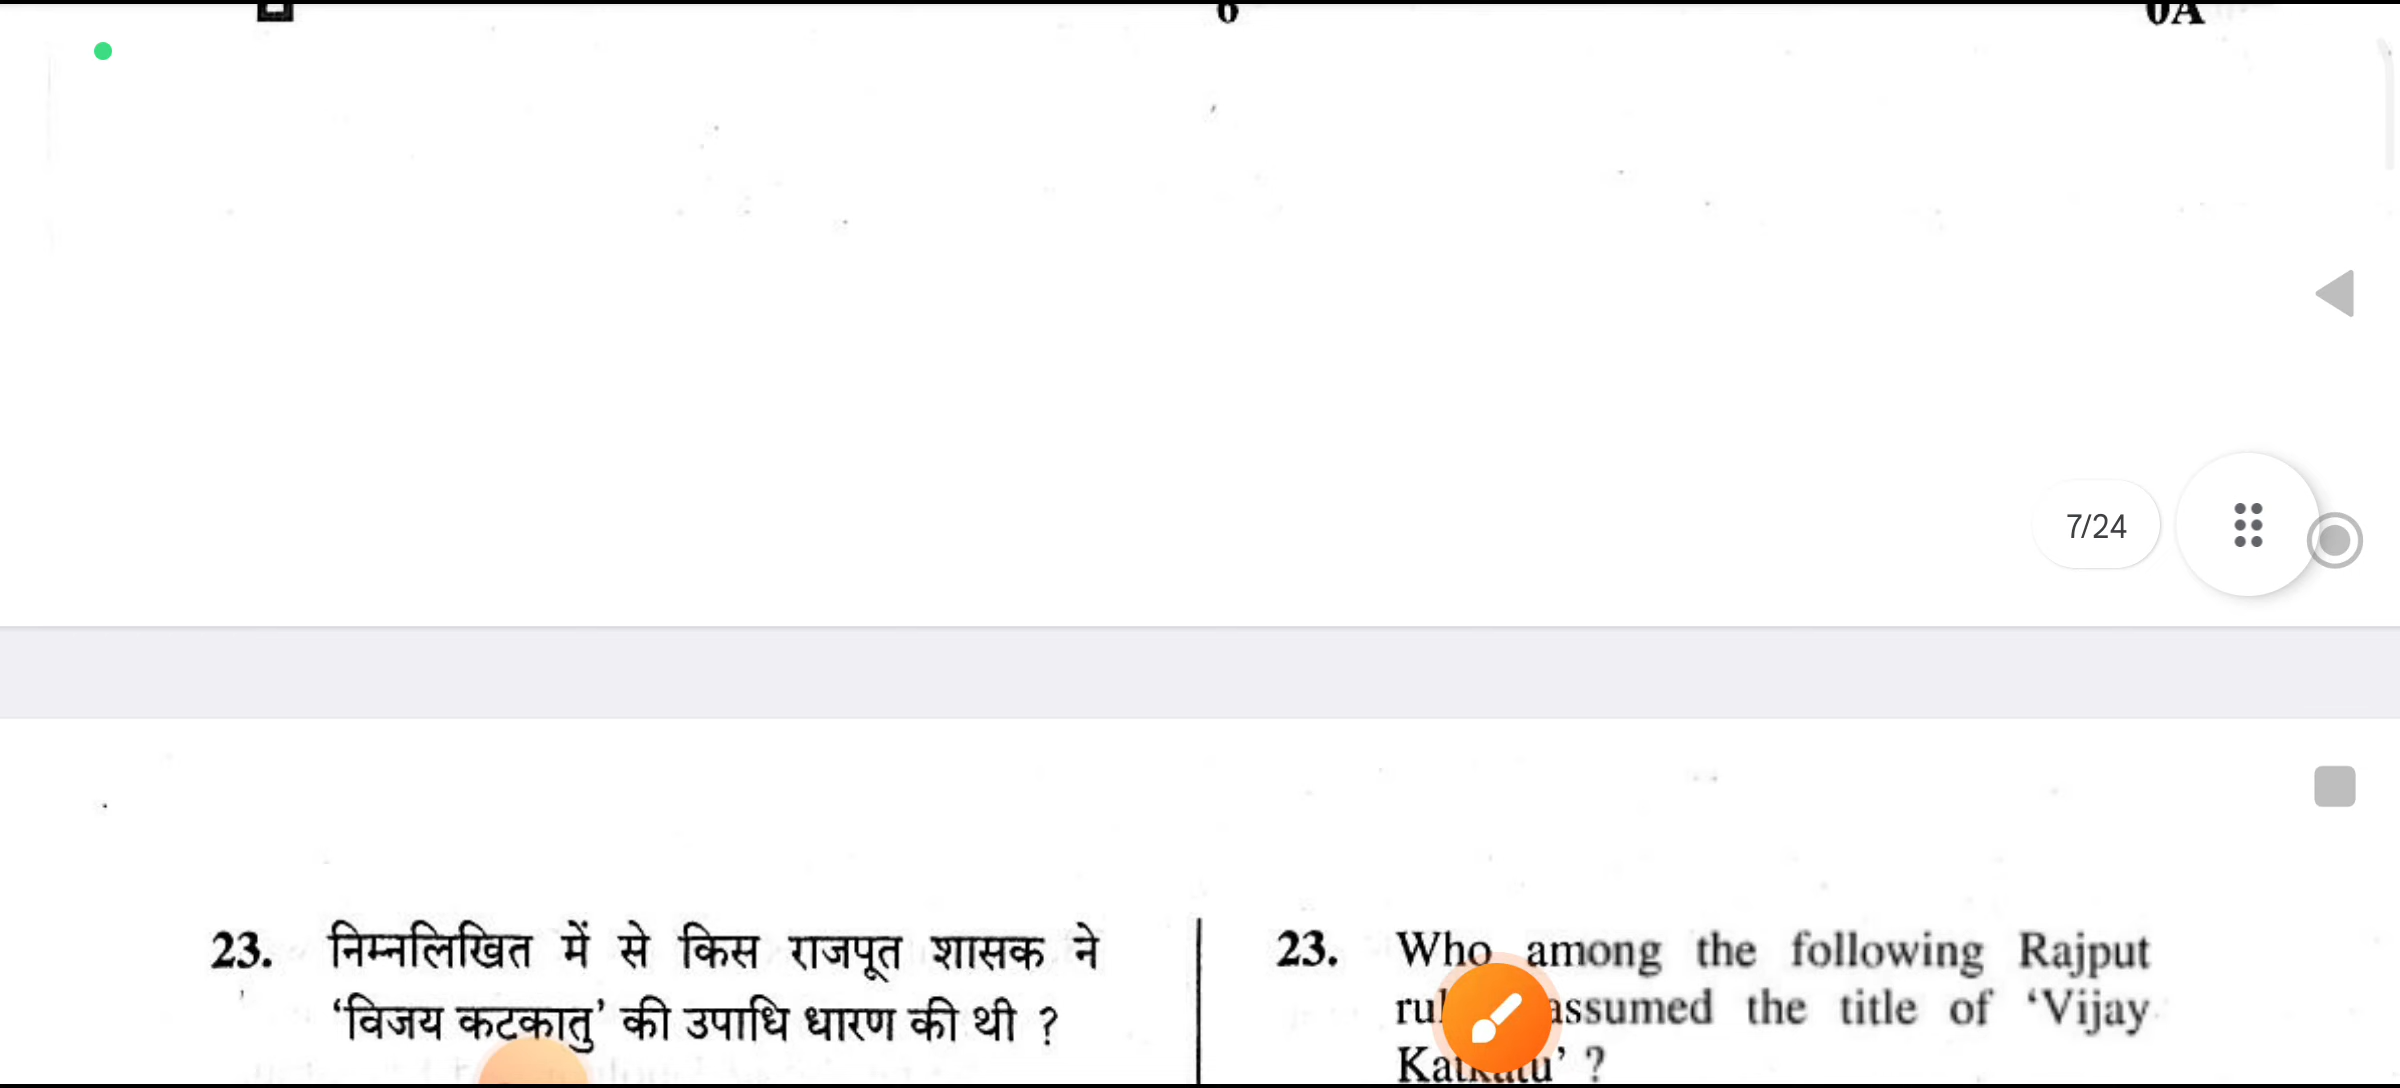 7/24
23. निम्नलिखित में से किस राजपूत शासक ने
‘विजय कटकातु’ की उपाधि धारण की थी ?
23. Who among the following Rajput
assumed the title of ‘Vijay